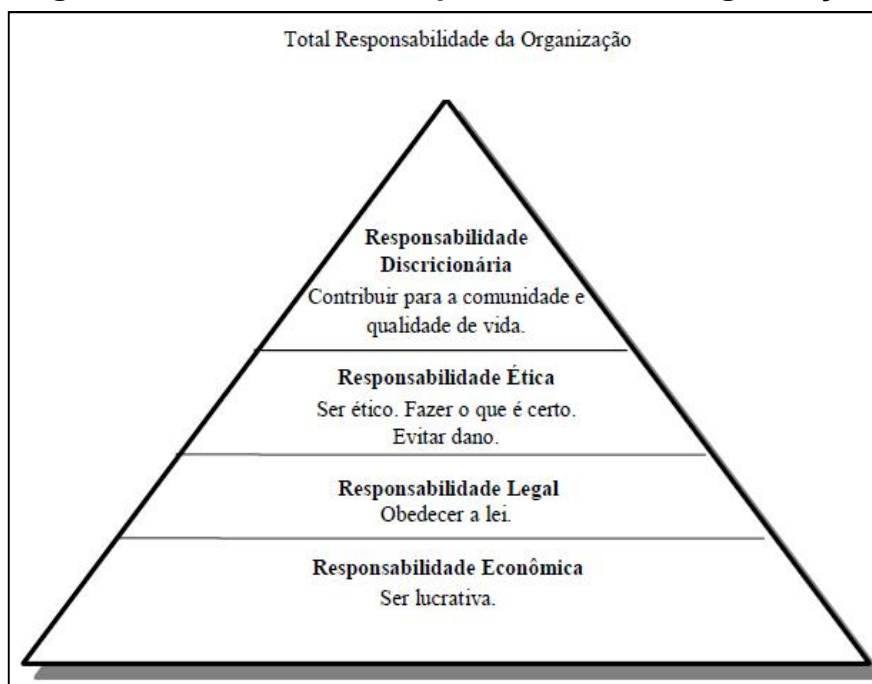 Total Responsabilidade da Organização
Responsabilidade
Discricionária
Contribuir para a comunidade e
qualidade de vida.
Responsabilidade Ética
Ser ético. Fazer o que é certo.
Evitar dano.
Responsabilidade Legal
Obedecer a lei.
Responsabilidade Econômica
Ser lucrativa.